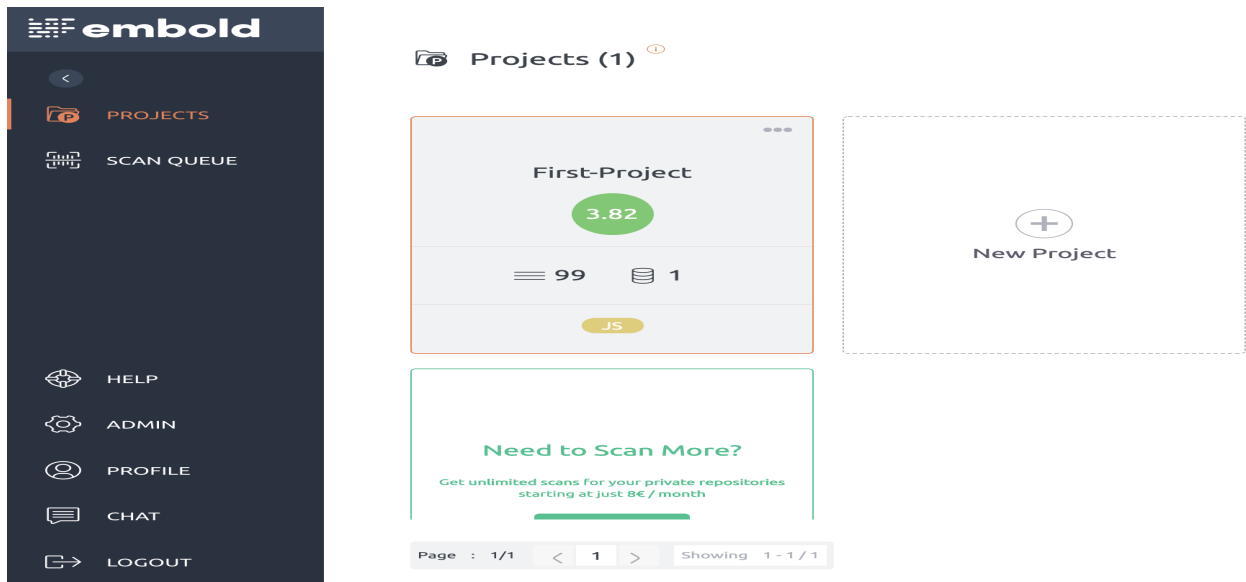 embold
<
PROJECTS
SCAN QUEUE
HELP
ADMIN
PROFILE
CHAT
LOGOUT
Projects (1)
First-Project
3.82
99 1
JS
New Project
Need to Scan More?
Get unlimited scans for your private repositories
starting at just 8€ / month
Page : 1/1 < 1 > Showing 1 - 1 / 1